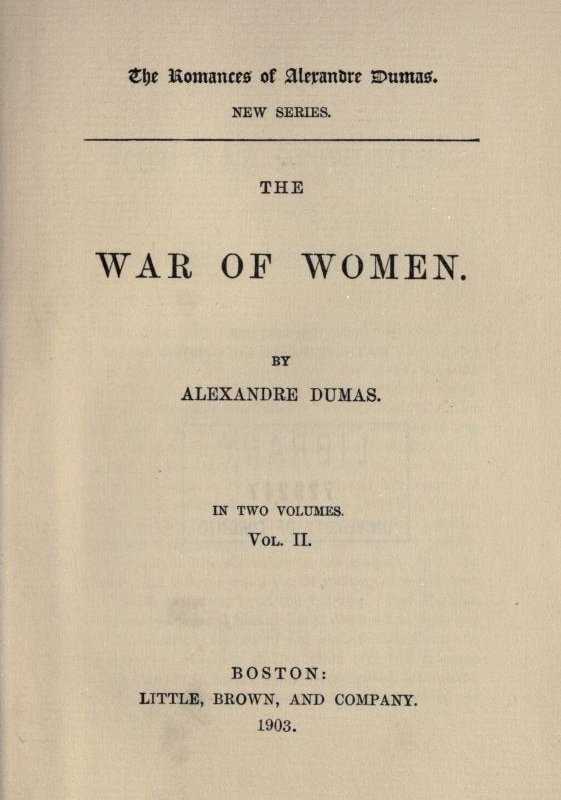 The Romances of Alexandre Dumas.
NEW SERIES.
THE
WAR OF WOMEN.
BY
ALEXANDRE DUMAS.
IN TWO VOLUMES.
VOL. II.
BOSTON:
LITTLE, BROWN, AND COMPANY.
1903.